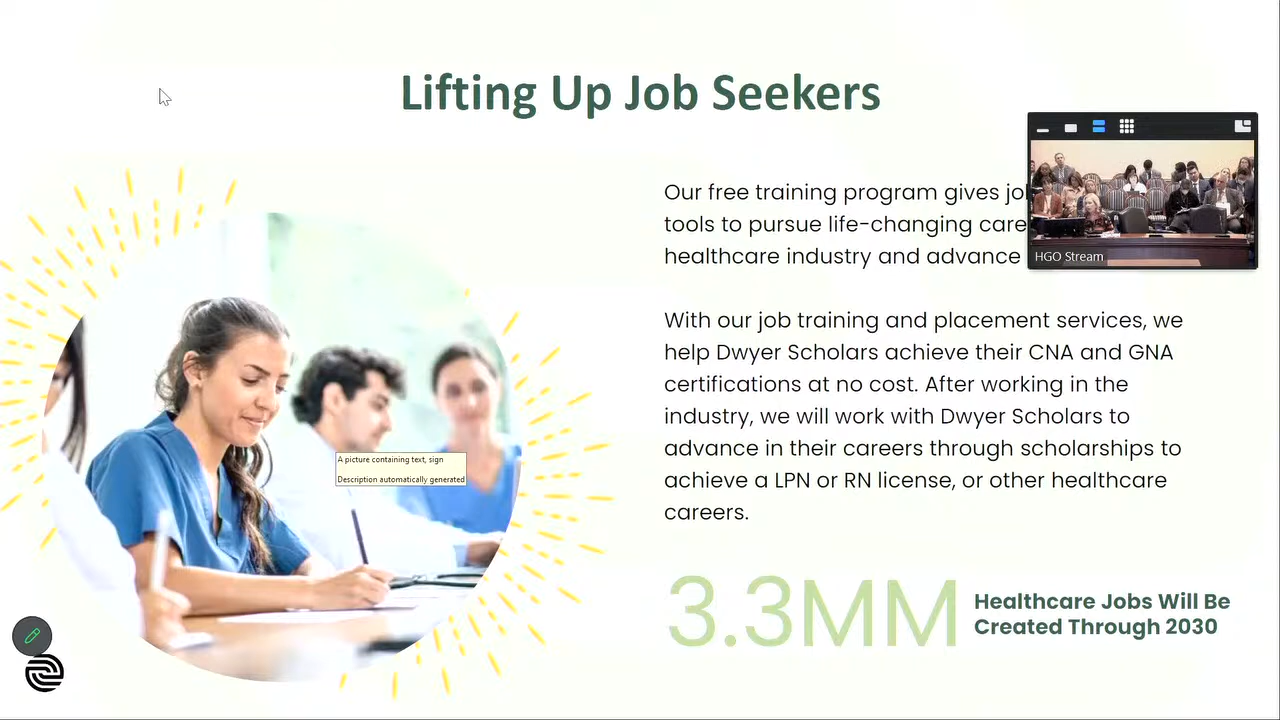 Lifting Up Job Seekers
Our free training program gives
tools to pursue life-changing
healthcare industry and advance
HGO Stream
With our job training and placement services, we
help Dwyer Scholars achieve their CNA and GNA
certifications at no cost. After working in the
industry, we will work with Dwyer Scholars to
advance in their careers through scholarships to
achieve a LPN or RN license, or other healthcare
careers.
A picture containing text, sign
Description automatically generated
3.3MM
Healthcare Jobs Will Be
Created Through 2030